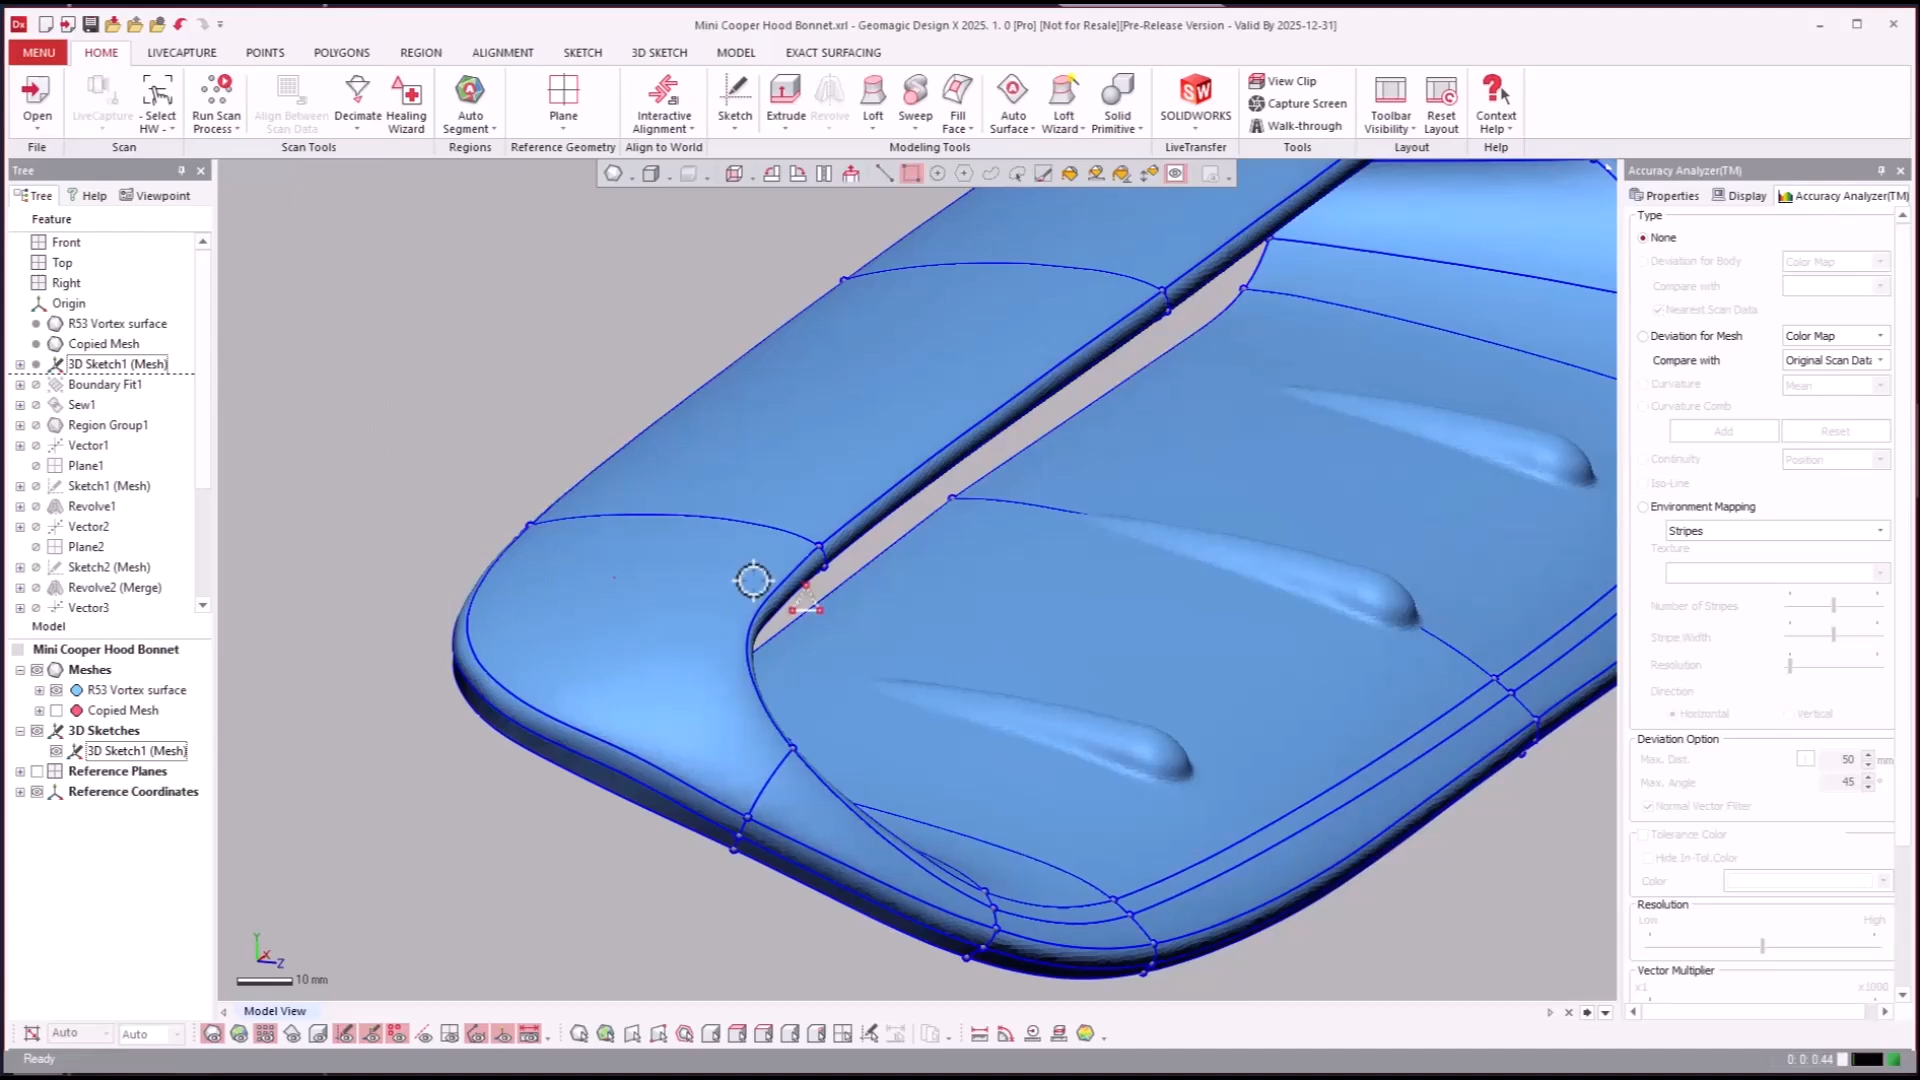 Mini Cooper Hood Bonnet.xrl - Geomagic Design X 2025. 1. 0 [Pro] [Not for Resale][Pre-Release Version - Valid By 2025-12-31]
MENU HOME LIVECAPTURE POINTS POLYGONS REGION ALIGNMENT SKETCH 3D SKETCH MODEL EXACT SURFACING
Open LiveCapture - Select HW - Run Scan Process Align Between Scan Data Decimate Healing Wizard Auto Segment Plane Interactive Alignment Sketch Extrude Revolve Loft Sweep Fill Face Auto Surface Loft Wizard Solid Primitive SOLIDWORKS View Clip Capture Screen Walk-through Toolbar Visibility Reset Layout Context Help
File Scan Scan Tools Regions Reference Geometry Align to World Modeling Tools LiveTransfer Tools Layout Help
Tree
Tree Help Viewpoint
Feature
Front
Top
Right
Origin
R53 Vortex surface
Copied Mesh
3D Sketch1 (Mesh)
Boundary Fit1
Sew1
Region Group1
Vector1
Plane1
Sketch1 (Mesh)
Revolve1
Vector2
Plane2
Sketch2 (Mesh)
Revolve2 (Merge)
Vector3
Model
Mini Cooper Hood Bonnet
Meshes
R53 Vortex surface
Copied Mesh
3D Sketches
3D Sketch1 (Mesh)
Reference Planes
Reference Coordinates
Y
X
Z
10 mm
Model View
Accuracy Analyzer(TM)
Properties Display Accuracy Analyzer(TM)
Type
None
Deviation for Body Color Map
Compare with
Nearest Scan Data
Deviation for Mesh Color Map
Compare with Original Scan Data
Curvature Mean
Curvature Comb
Add Reset
Continuity Position
Iso-Line
Environment Mapping
Stripes
Texture
Number of Stripes
Stripe Width
Resolution
Direction
Horizontal Vertical
Deviation Option
Max. Dist. 50 mm
Max. Angle 45 °
Normal Vector Filter
Tolerance Color
Hide In-Tol.Color
Color
Resolution
Low High
Vector Multiplier
x1 x1000
Auto Auto
Ready
0: 0: 0.44